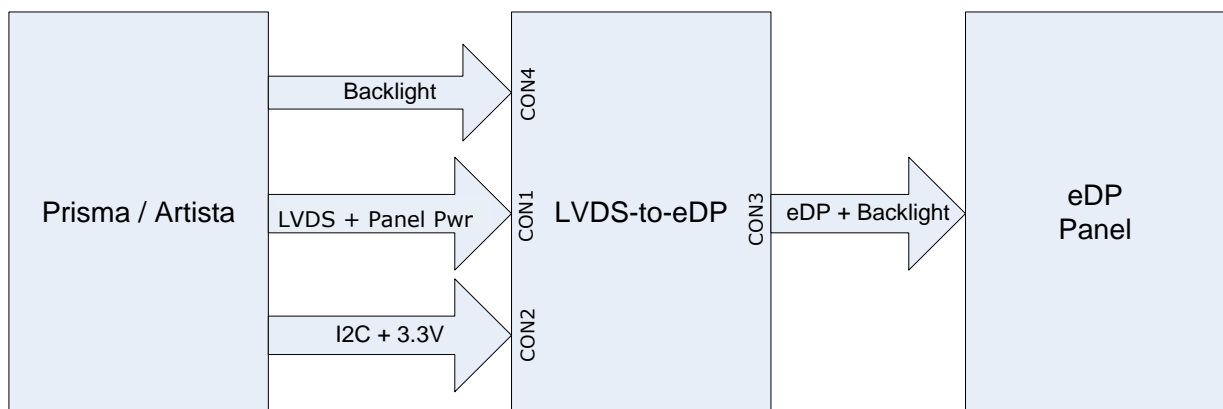 Backlight
CON4
Prisma / Artista
LVDS + Panel Pwr
CON1
LVDS-to-eDP
CON3
eDP + Backlight
eDP
Panel
I2C + 3.3V
CON2